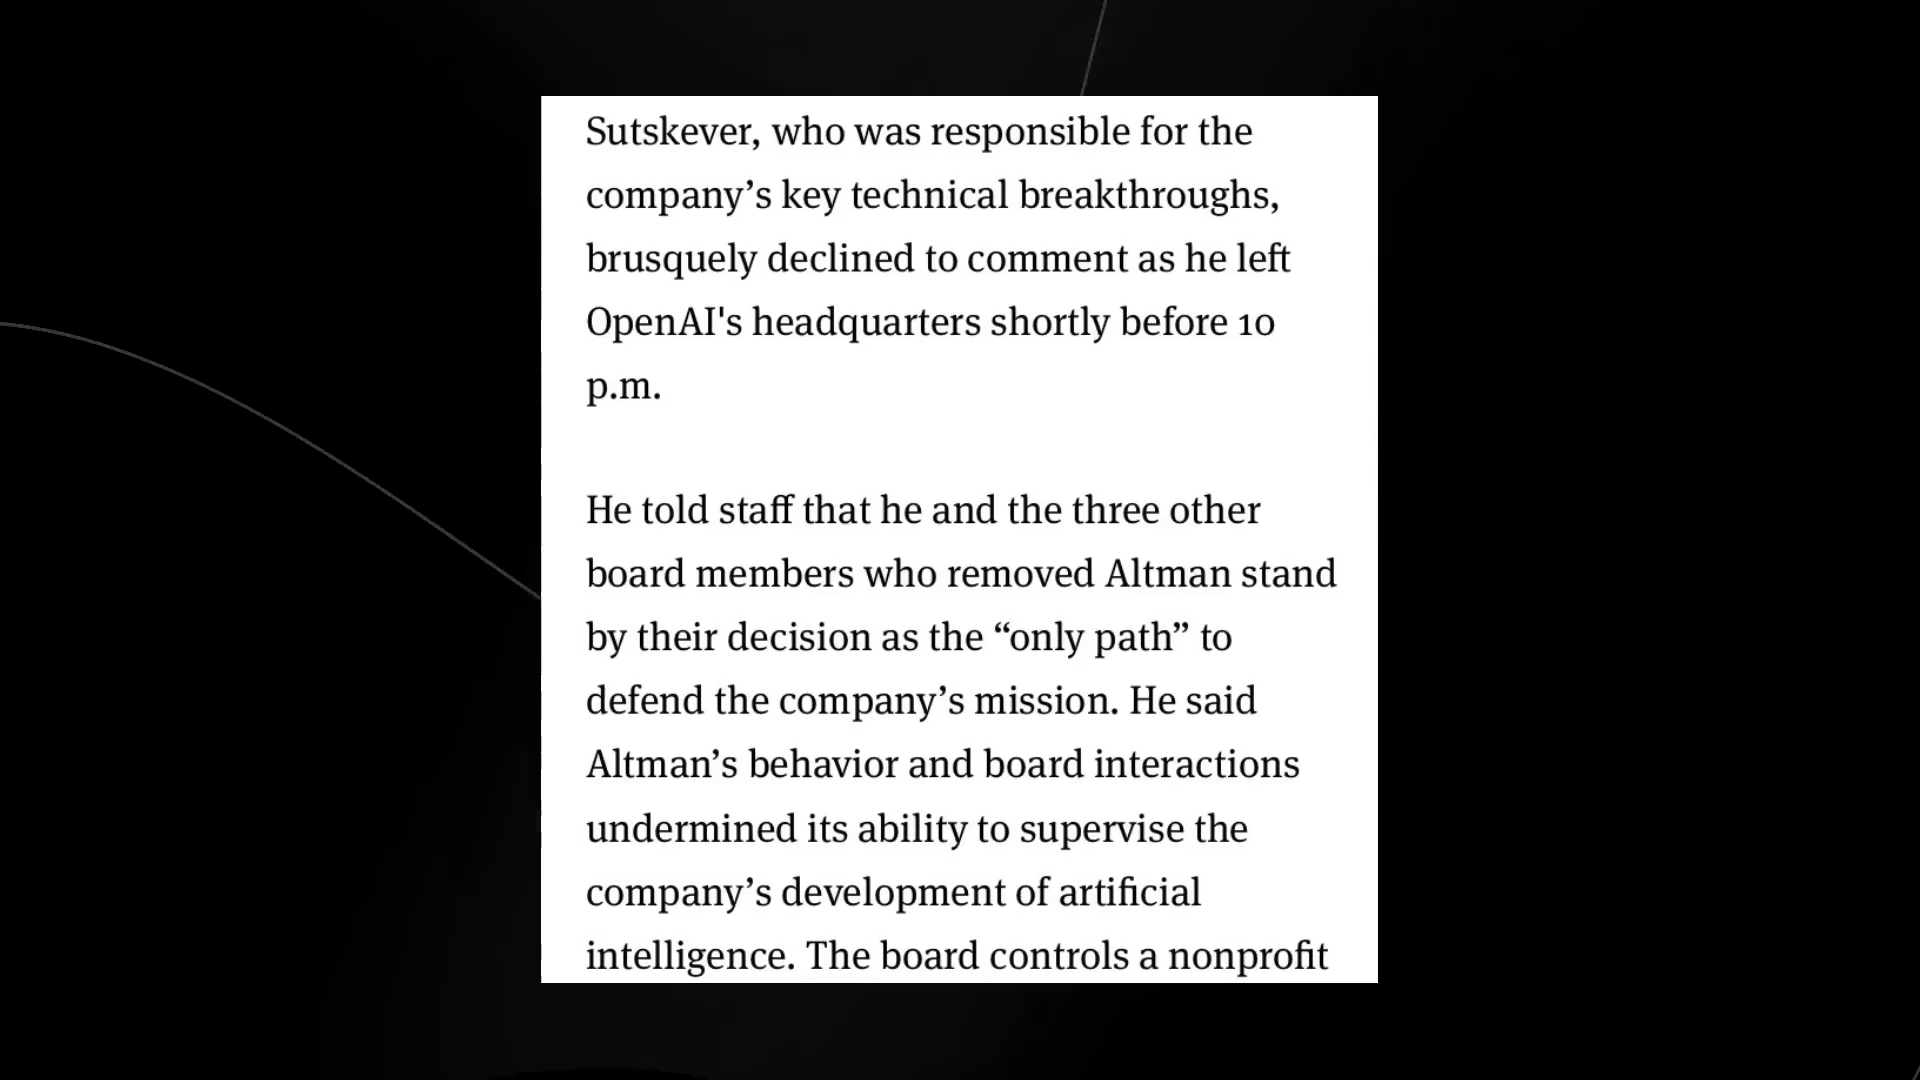 Sutskever, who was responsible for the
company’s key technical breakthroughs,
brusquely declined to comment as he left
OpenAI's headquarters shortly before 10
p.m.
He told staff that he and the three other
board members who removed Altman stand
by their decision as the “only path” to
defend the company’s mission. He said
Altman’s behavior and board interactions
undermined its ability to supervise the
company’s development of artificial
intelligence. The board controls a nonprofit